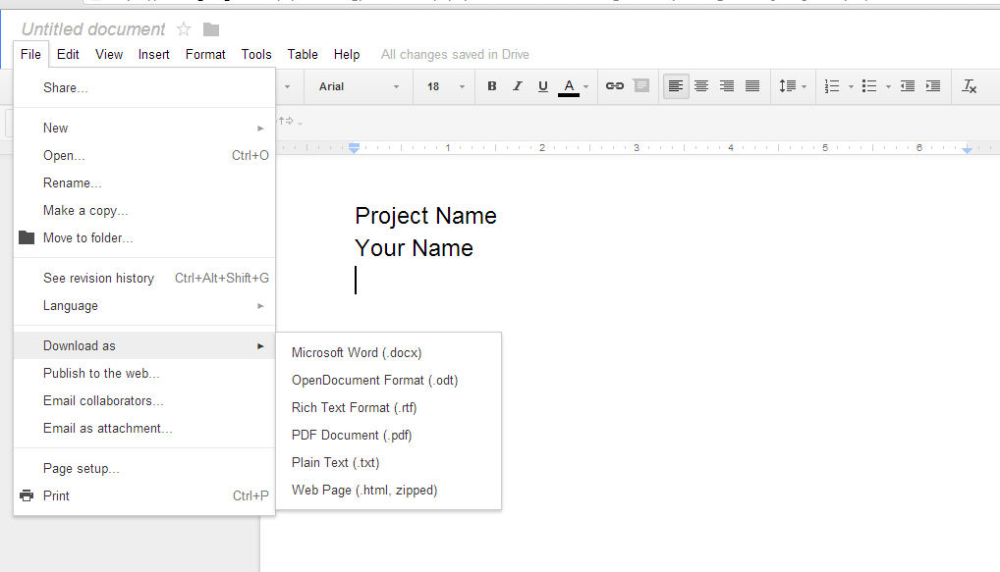 Untitled document
File Edit View Insert Format Tools Table Help All changes saved in Drive
Arial 18 B I U A
Share...
New
Open... Ctrl+O
Rename...
Make a copy...
Move to folder...
See revision history Ctrl+Alt+Shift+G
Language
Download as
Publish to the web...
Email collaborators...
Email as attachment...
Page setup...
Print Ctrl+P
Microsoft Word (.docx)
OpenDocument Format (.odt)
Rich Text Format (.rtf)
PDF Document (.pdf)
Plain Text (.txt)
Web Page (.html, zipped)
1 2 3 4 5 6
Project Name
Your Name